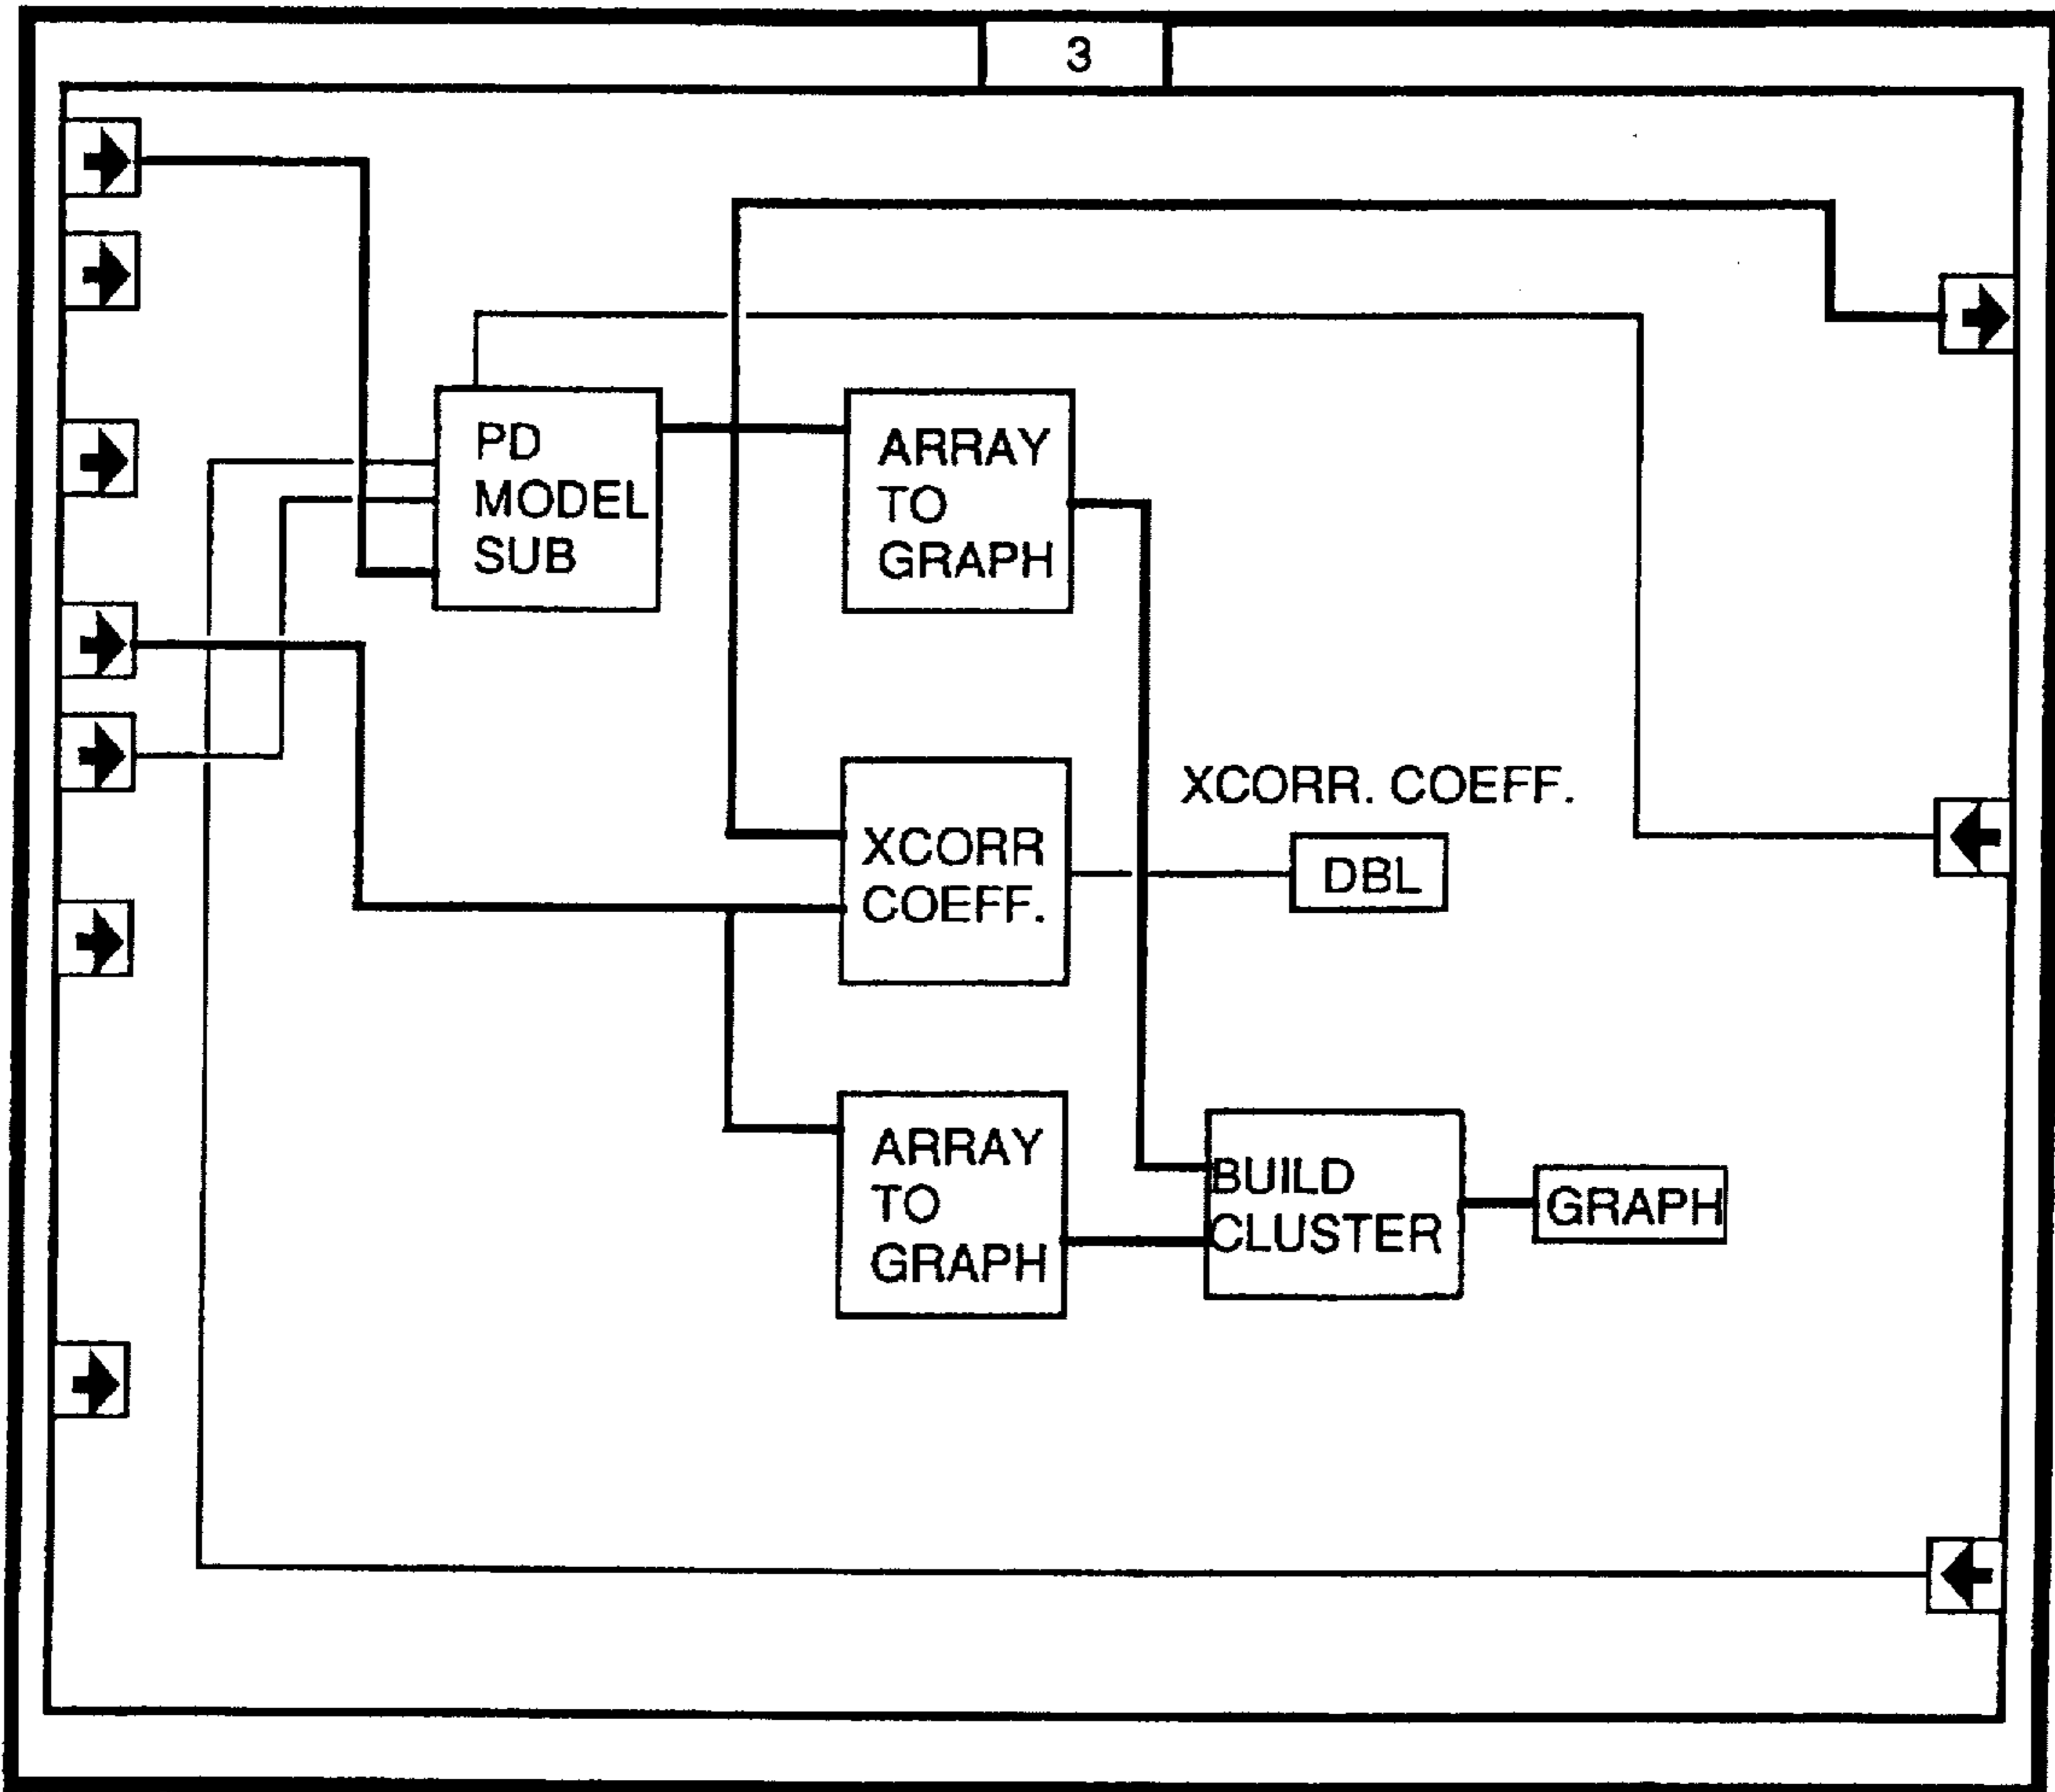 3
PD
MODEL
SUB
ARRAY
TO
GRAPH
XCORR
COEFF.
XCORR. COEFF.
DBL
ARRAY
TO
GRAPH
BUILD
CLUSTER
GRAPH